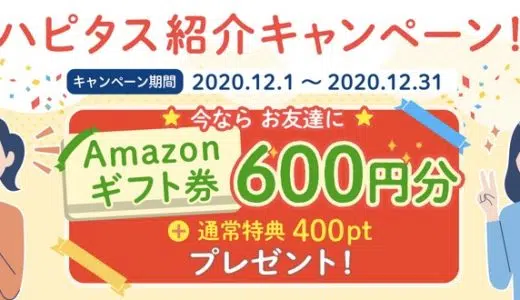 ハピタス紹介キャンペーン!
キャンペーン期間 2020.12.1 ～ 2020.12.31
今なら お友達に
Amazon
ギフト券 600円分
+ 通常特典 400pt
プレゼント!